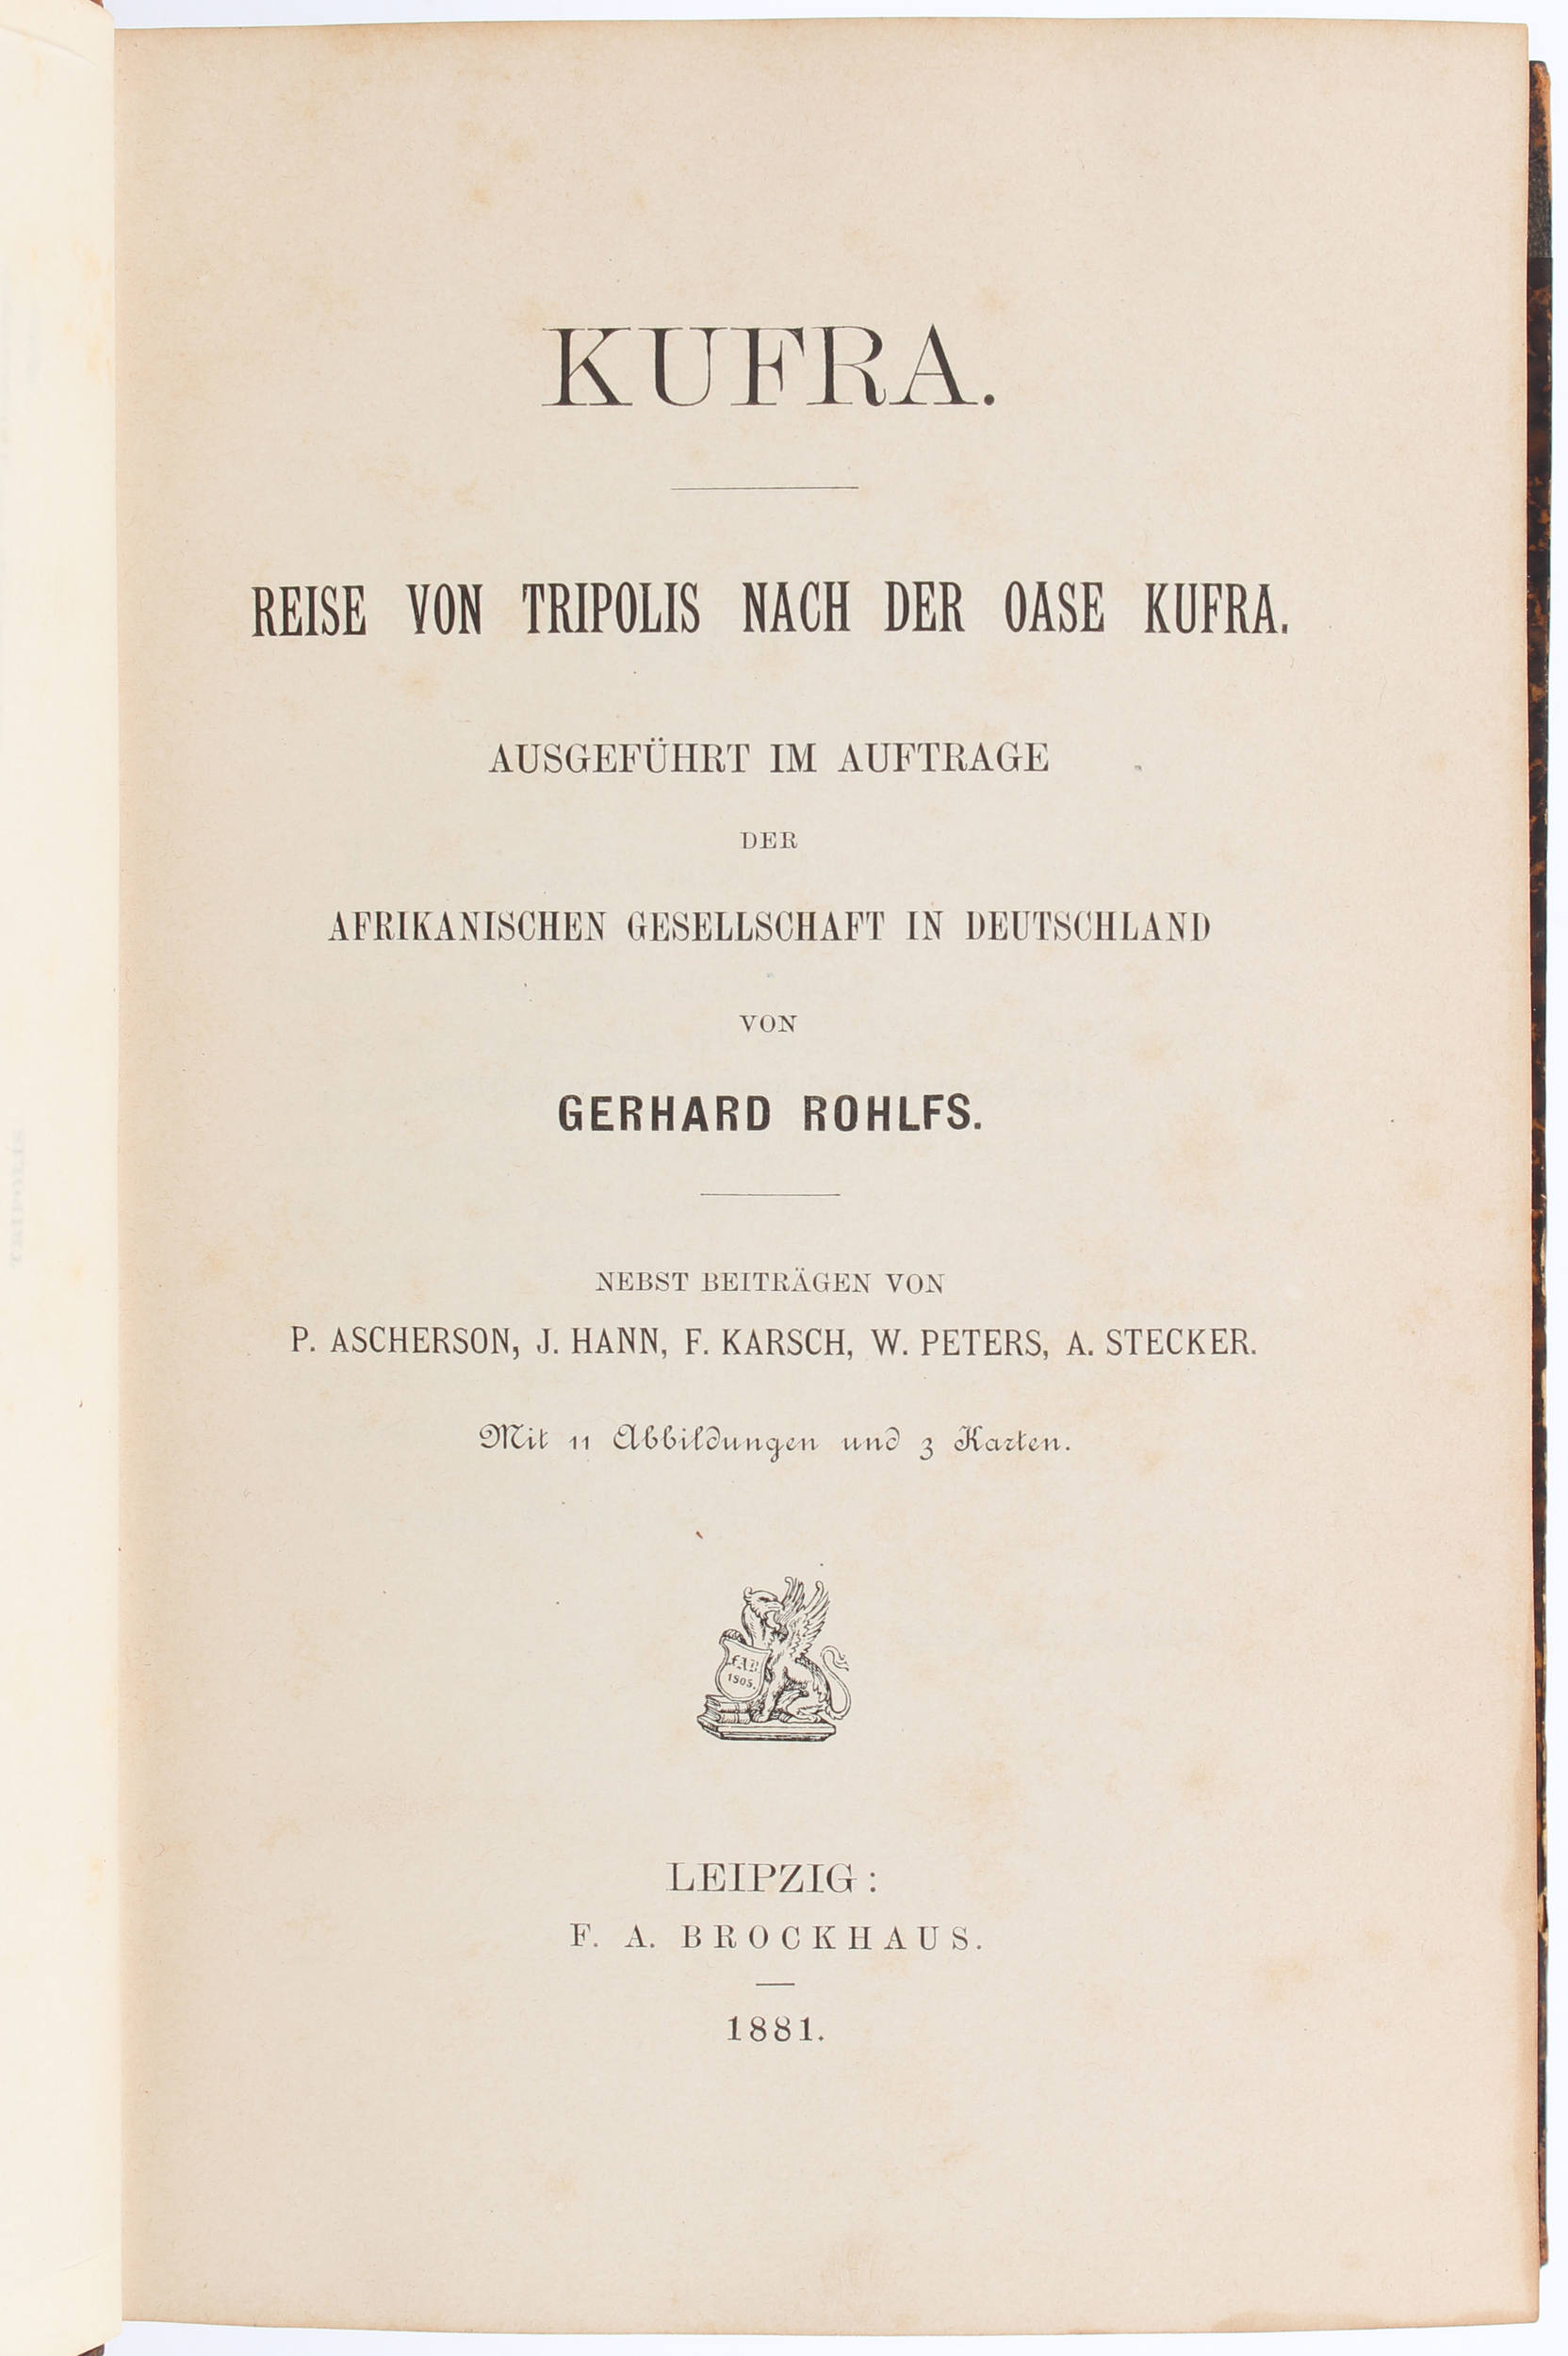 KUFRA.
REISE VON TRIPOLIS NACH DER OASE KUFRA.
AUSGEFÜHRT IM AUFTRAGE
DER
AFRIKANISCHEN GESELLSCHAFT IN DEUTSCHLAND
VON
GERHARD ROHLFS.
NEBST BEITRÄGEN VON
P. ASCHERSON, J. HANN, F. KARSCH, W. PETERS, A. STECKER.
Mit 11 Abbildungen und 3 Karten.
F.A.B.
1805.
LEIPZIG:
F. A. BROCKHAUS.
1881.